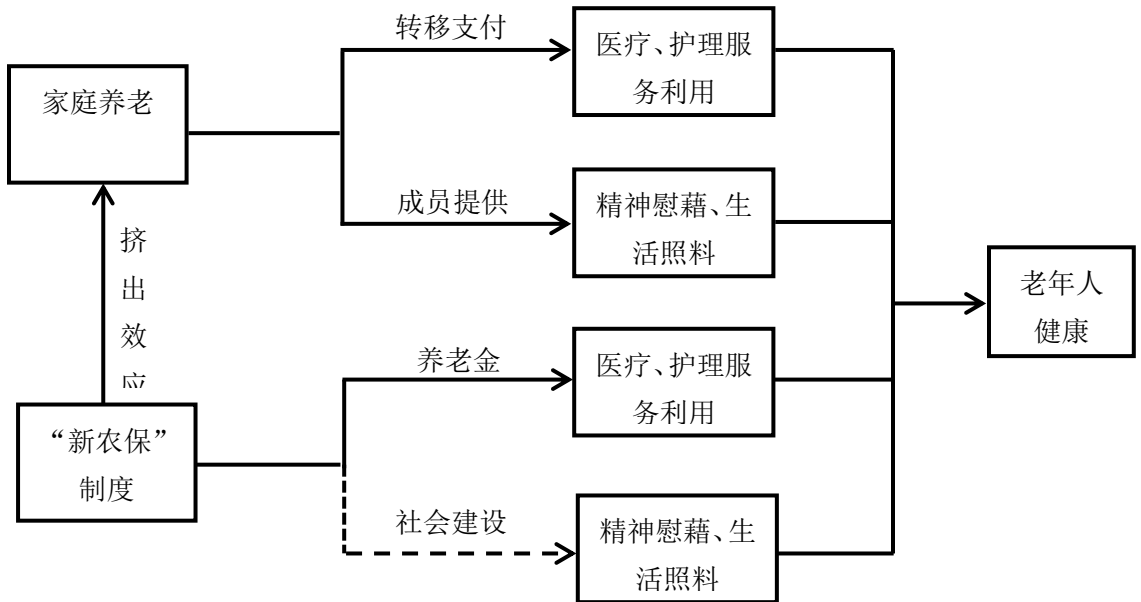 转移支付
医疗、护理服
务利用
家庭养老
成员提供
精神慰藉、生
活照料
挤
出
效
应
老年人
健康
养老金
医疗、护理服
务利用
“新农保”
制度
社会建设
精神慰藉、生
活照料